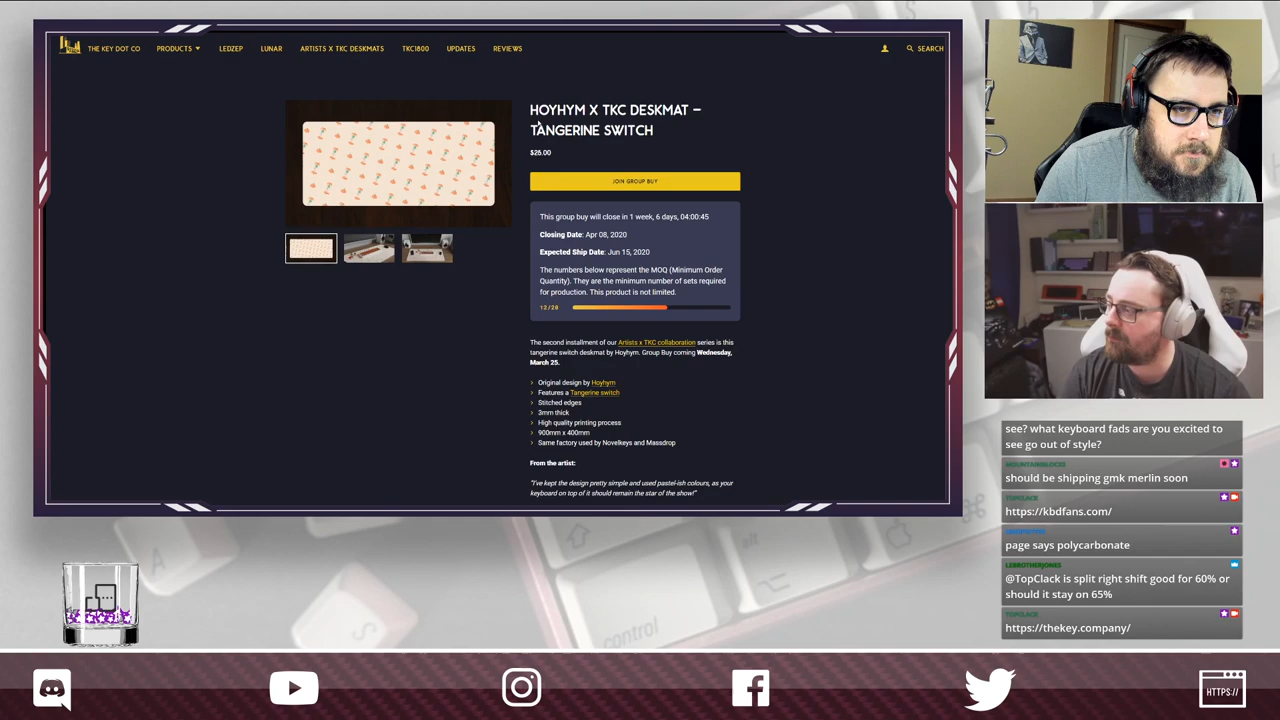 THE KEY DOT CO
PRODUCTS
LEDZEP
LUNAR
ARTISTS X TKC DESKMATS
TKC1800
UPDATES
REVIEWS
SEARCH
HOYHYM X TKC DESKMAT –
TANGERINE SWITCH
$26.00
JOIN GROUP BUY
This group buy will close in 1 week, 6 days, 04:00:45
Closing Date: Apr 08, 2020
Expected Ship Date: Jun 15, 2020
The numbers below represent the MOQ (Minimum Order
Quantity). They are the minimum number of sets required
for production. This product is not limited.
12/20
The second installment of our Artists x TKC collaboration series is this
tangerine switch deskmat by Hoyhym. Group Buy coming Wednesday,
March 25.
Original design by Hoyhym
Features a Tangerine switch
Stitched edges
3mm thick
High quality printing process
900mm x 400mm
Same factory used by Novelkeys and Massdrop
From the artist:
"I've kept the design pretty simple and used pastel-ish colours, as your
keyboard on top of it should remain the star of the show!"
see? what keyboard fads are you excited to
see go out of style?
MOUNTAINBLOCKS
should be shipping gmk merlin soon
TOPCLACK
https://kbdfans.com/
page says polycarbonate
LEBROTHERJONES
@TopClack is split right shift good for 60% or
should it stay on 65%
TOPCLACK
https://thekey.company/
A
alt
S
control
HTTPS://